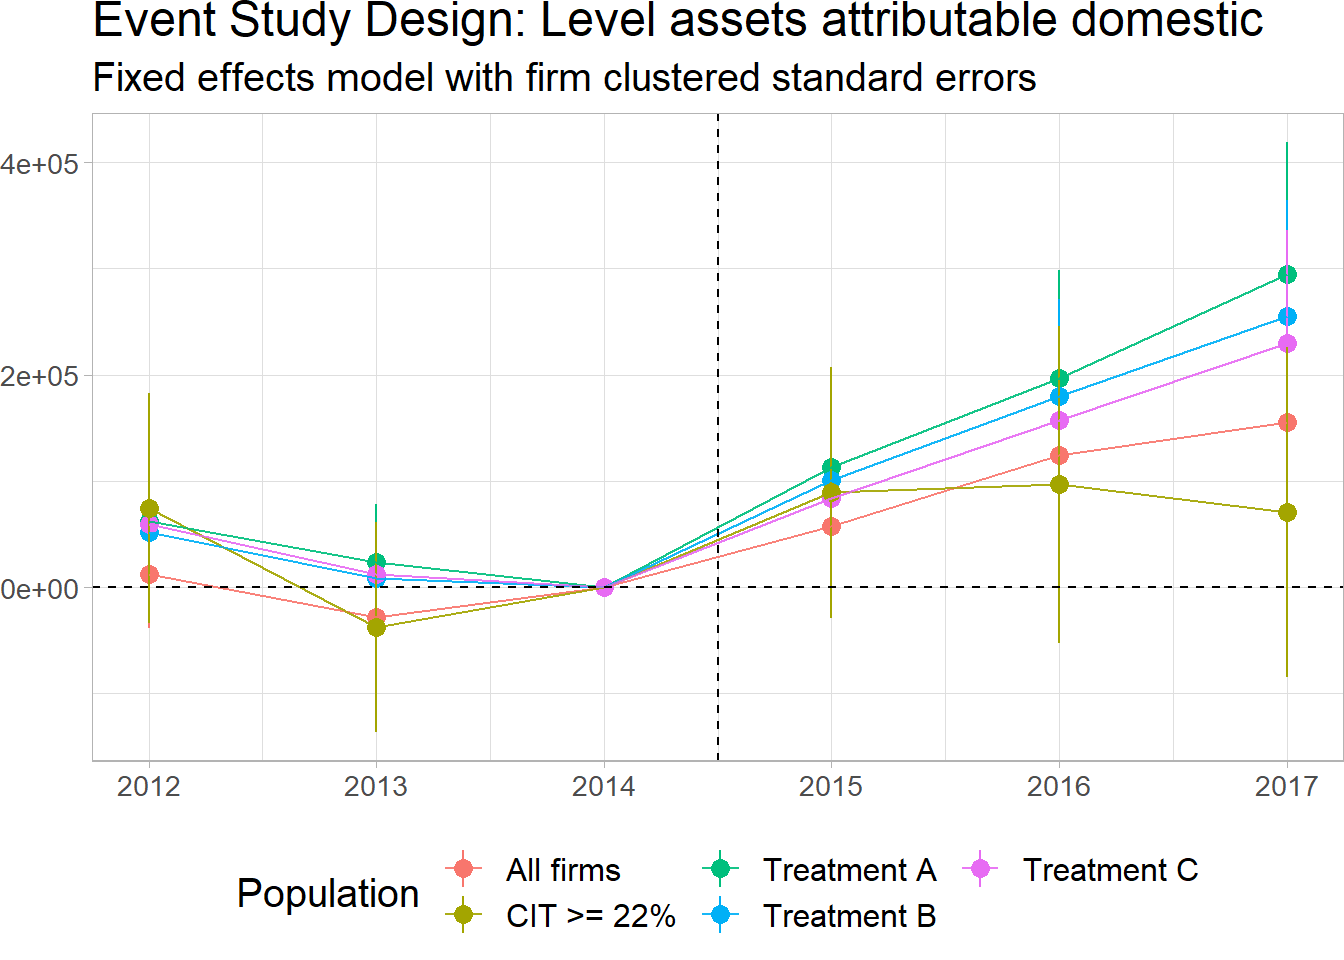 Event Study Design: Level assets attributable domestic
Fixed effects model with firm clustered standard errors
4e+05
2e+05
0e+00
2012 2013 2014 2015 2016 2017
Population
All firms Treatment A Treatment C
CIT >= 22% Treatment B